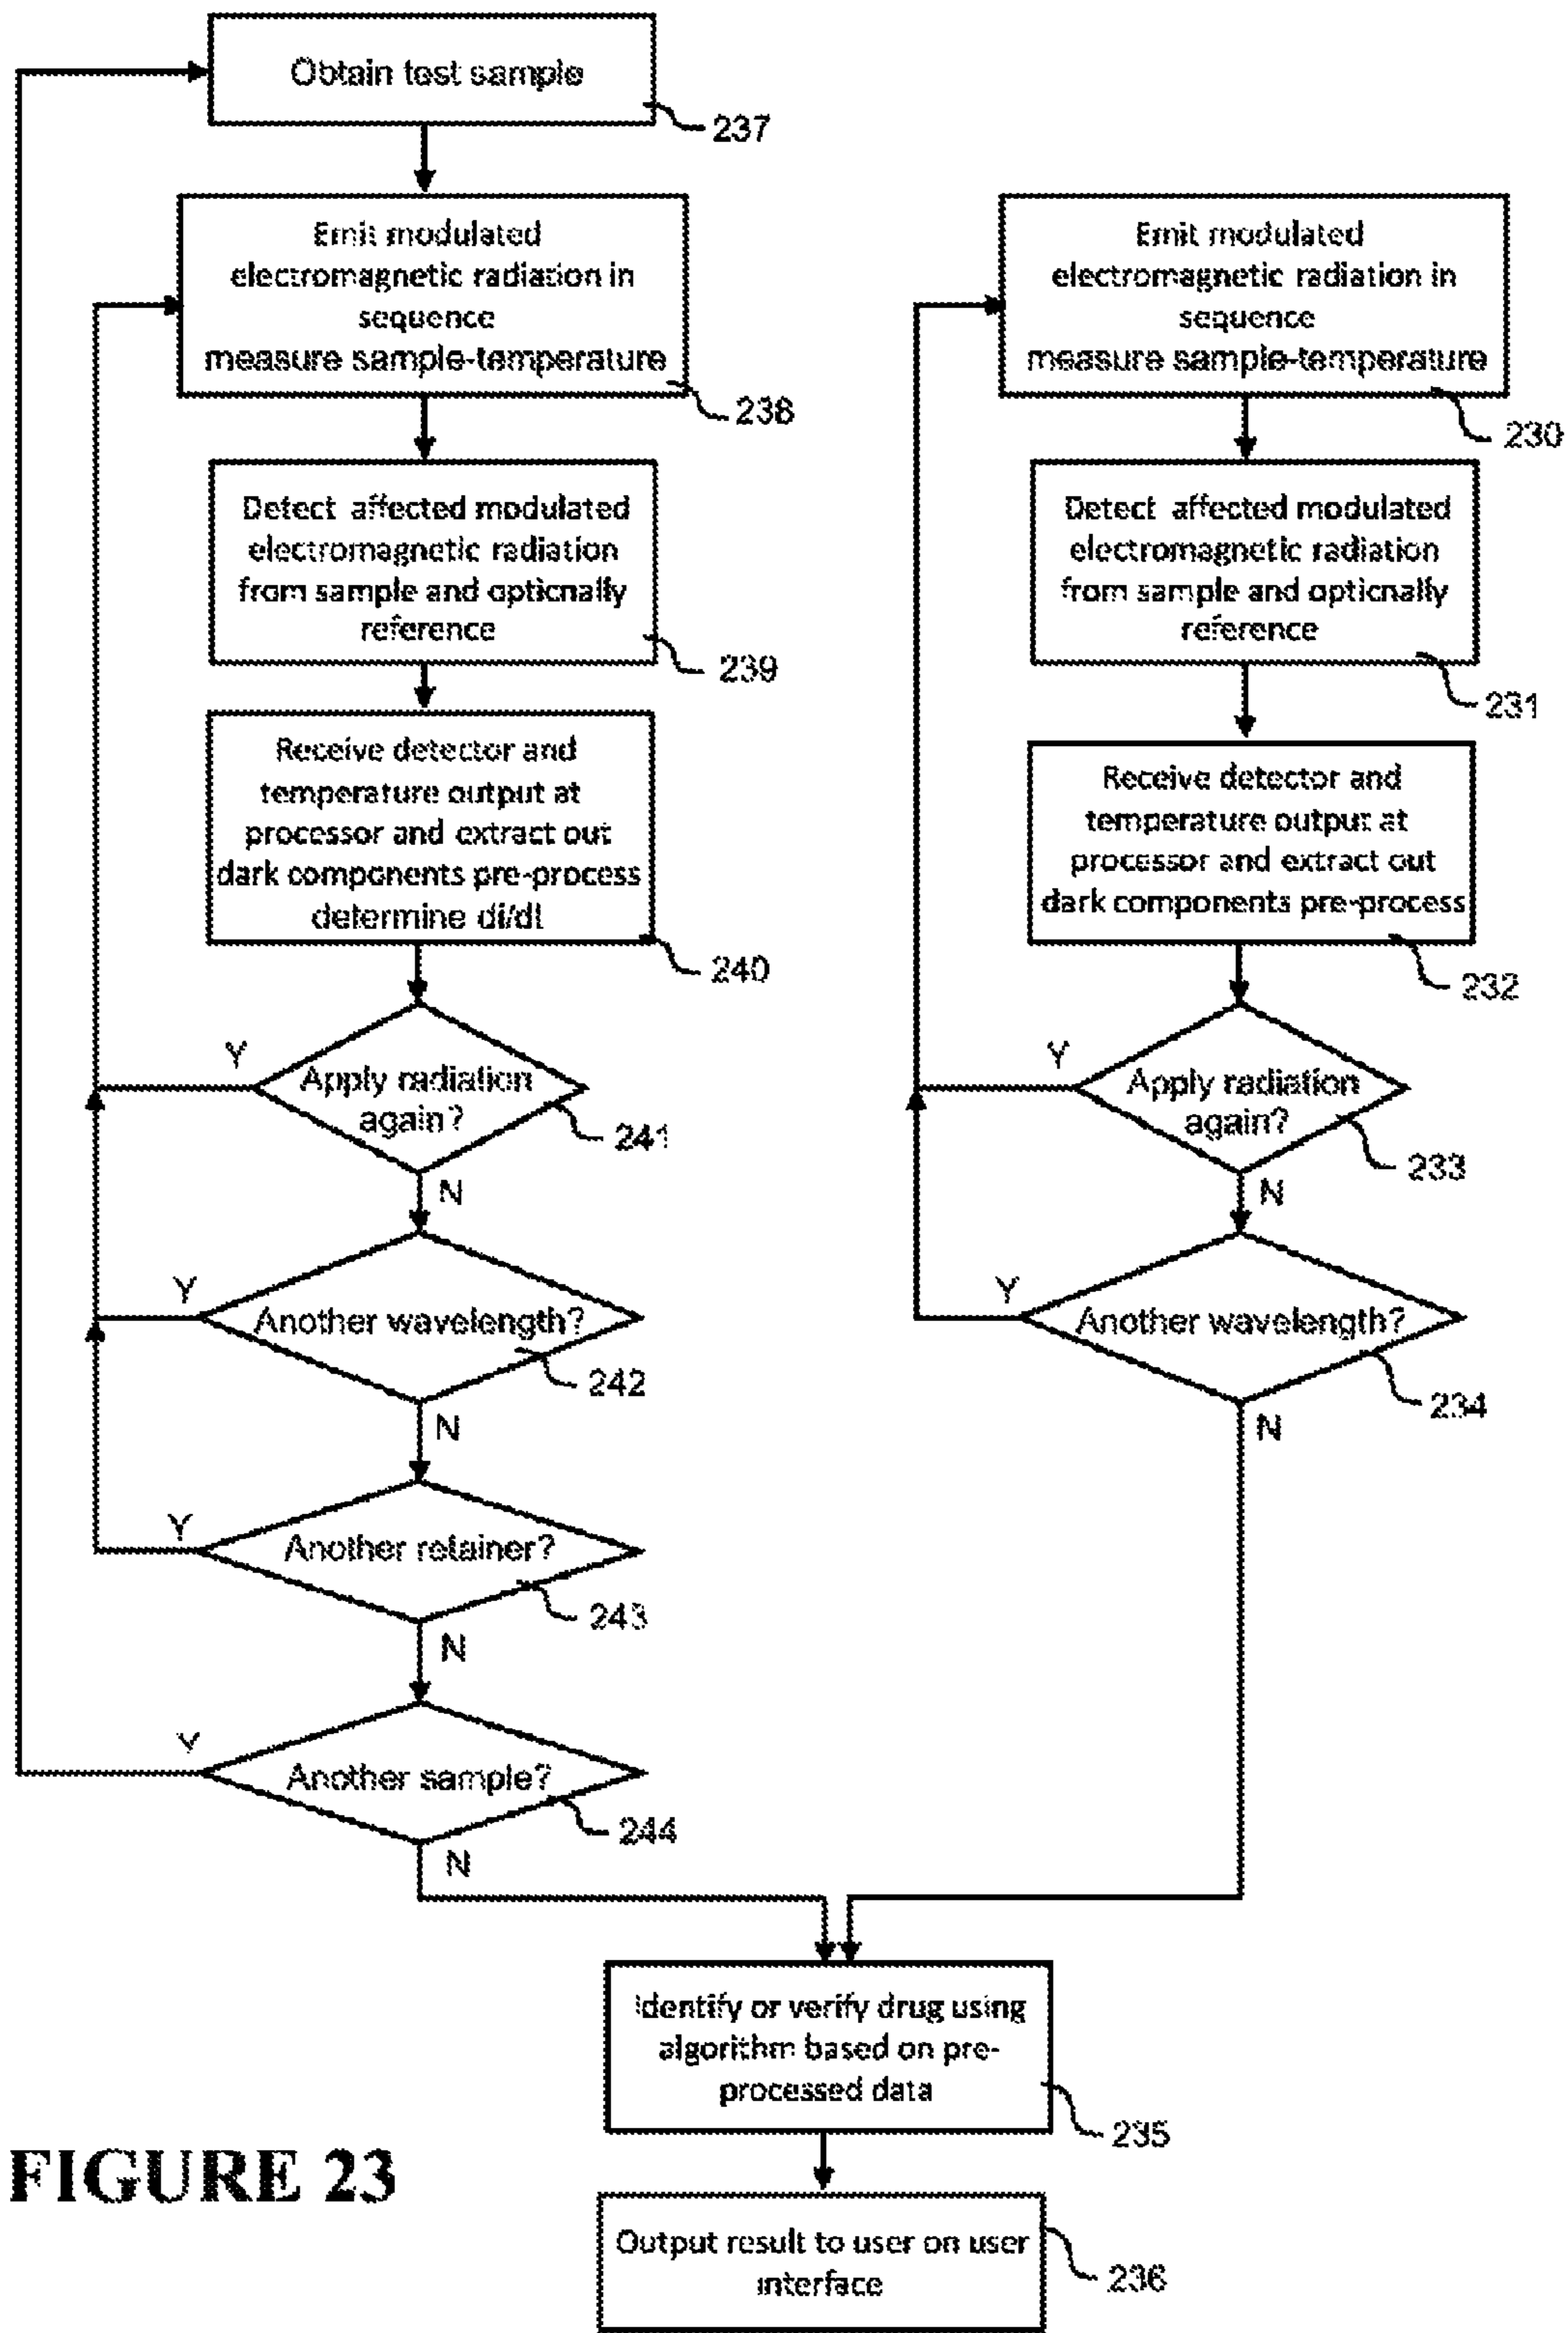 Obtain test sample
237
Emit modulated
electromagnetic radiation in
sequence
measure sample-temperature
238
Detect affected modulated
electromagnetic radiation
from sample and optionally
reference
239
Receive detector and
temperature output at
processor and extract out
dark components pre-process
determine di/dl
240
Y
Apply radiation
again?
241
N
Y
Another wavelength?
242
N
Y
Another retainer?
243
N
Y
Another sample?
244
N
Emit modulated
electromagnetic radiation in
sequence
measure sample-temperature
230
Detect affected modulated
electromagnetic radiation
from sample and optionally
reference
231
Receive detector and
temperature output at
processor and extract out
dark components pre-process
232
Y
Apply radiation
again?
233
N
Y
Another wavelength?
234
N
Identify or verify drug using
algorithm based on pre-
processed data
235
Output result to user on user
interface
236
FIGURE 23